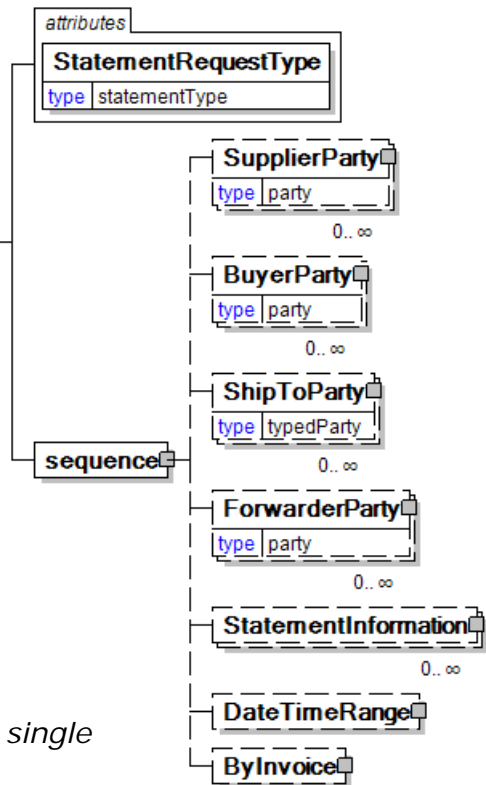 attributes
StatementRequestType
type statementType
SupplierParty
type party
0.. ∞
BuyerParty
type party
0.. ∞
ShipToParty
type typedParty
0.. ∞
sequence
ForwarderParty
type party
0.. ∞
StatementInformation
0.. ∞
DateTimeRange
single
ByInvoice